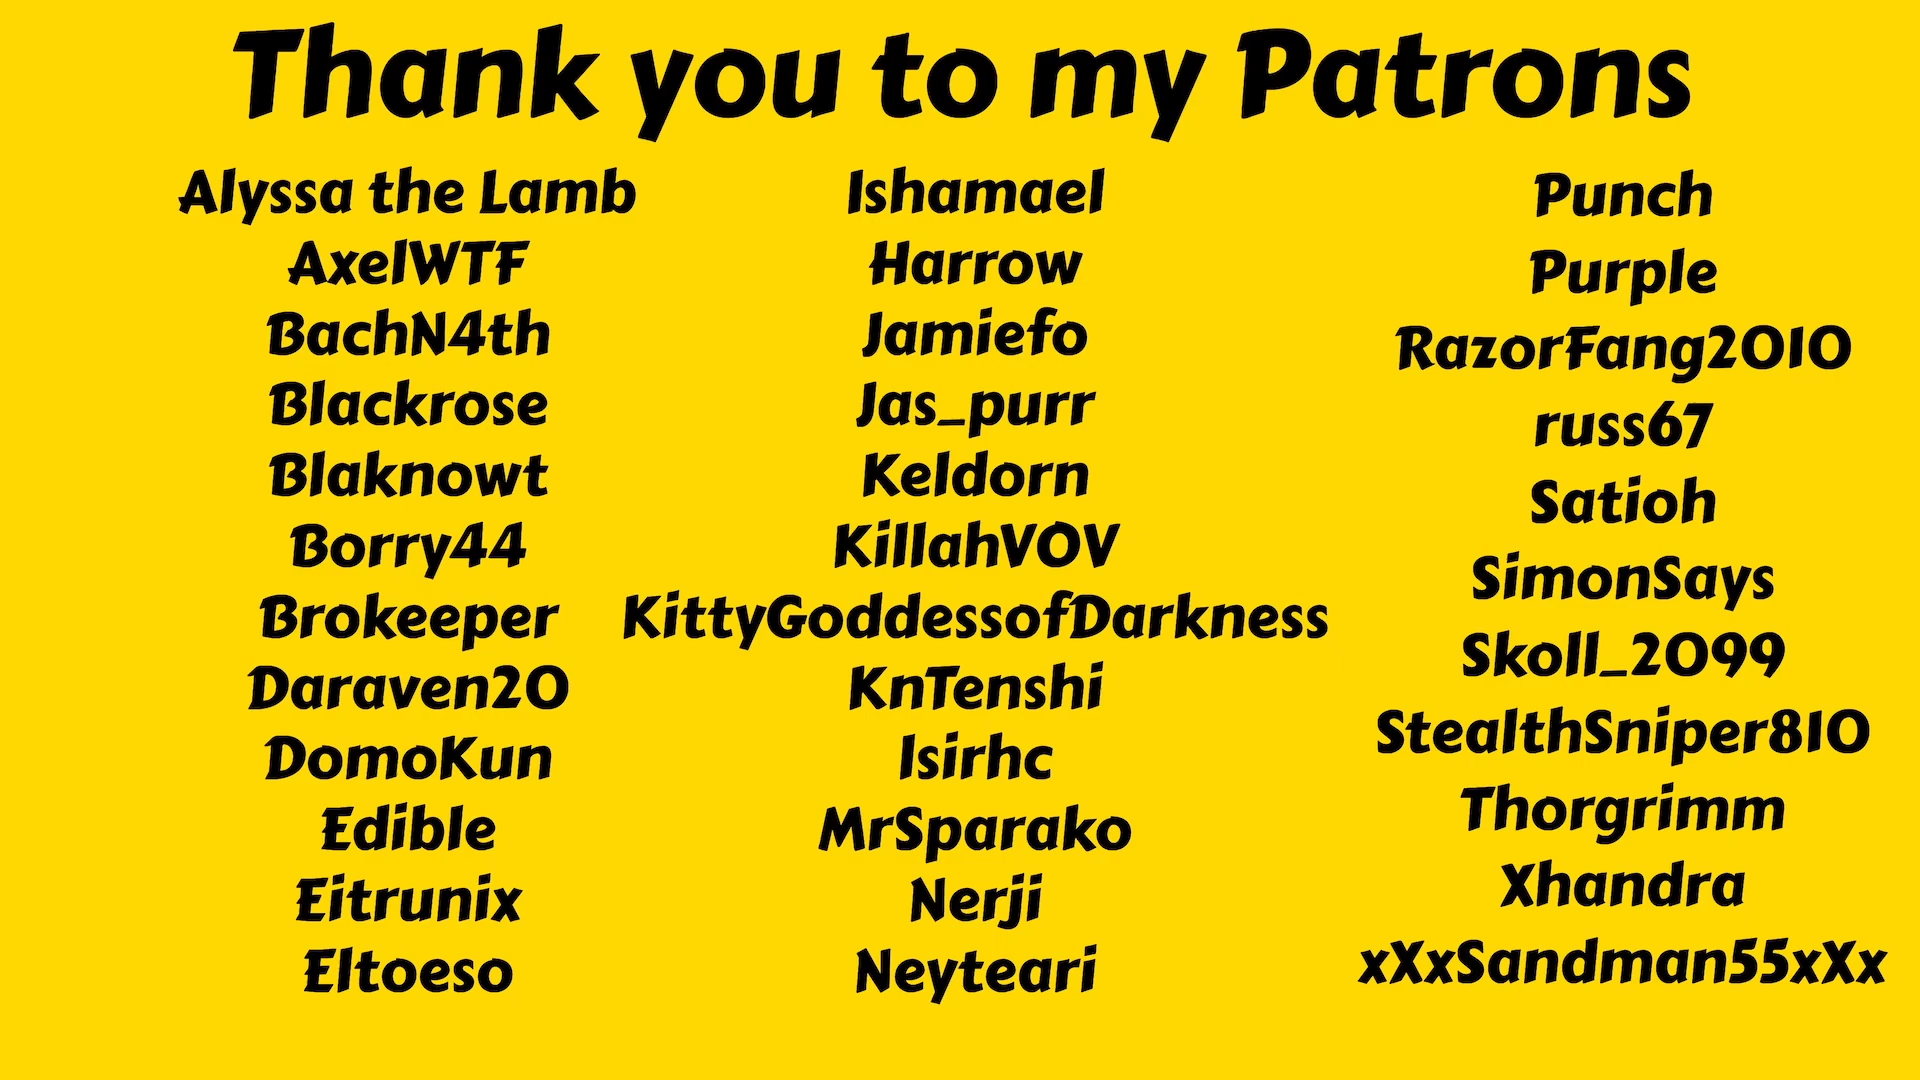 Thank you to my Patrons
Alyssa the Lamb
AxelWTF
BachN4th
Blackrose
Blaknowt
Borry44
Brokeeper
Daraven20
DomoKun
Edible
Eitrunix
Eltoeso
Ishamael
Harrow
Jamiefo
Jas_purr
Keldorn
KillahVOV
KittyGoddessofDarkness
KnTenshi
lsirhc
MrSparako
Nerji
Neyteari
Punch
Purple
RazorFang2010
russ67
Satioh
SimonSays
Skoll_2099
StealthSniper810
Thorgrimm
Xhandra
xXxSandman55xXx